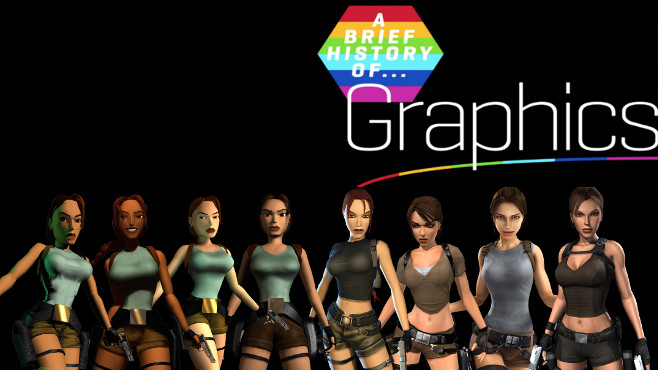 A
BRIEF
HISTORY
OF...
Graphics